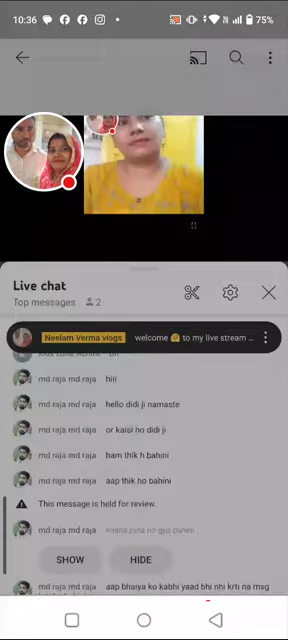 10:36
75%
Live chat
Top messages 2
Neelam Verma vlogs welcome 🤗 to my live stream ...
md raja md raja hiii
md raja md raja hello didi ji namaste
md raja md raja or kaisi ho didi ji
md raja md raja ham thik h bahini
md raja md raja aap thik ho bahini
This message is held for review.
md raja md raja khana pina ho gya
SHOW HIDE
md raja md raja aap bhaiya ko kabhi yaad bhi nhi krti na msg